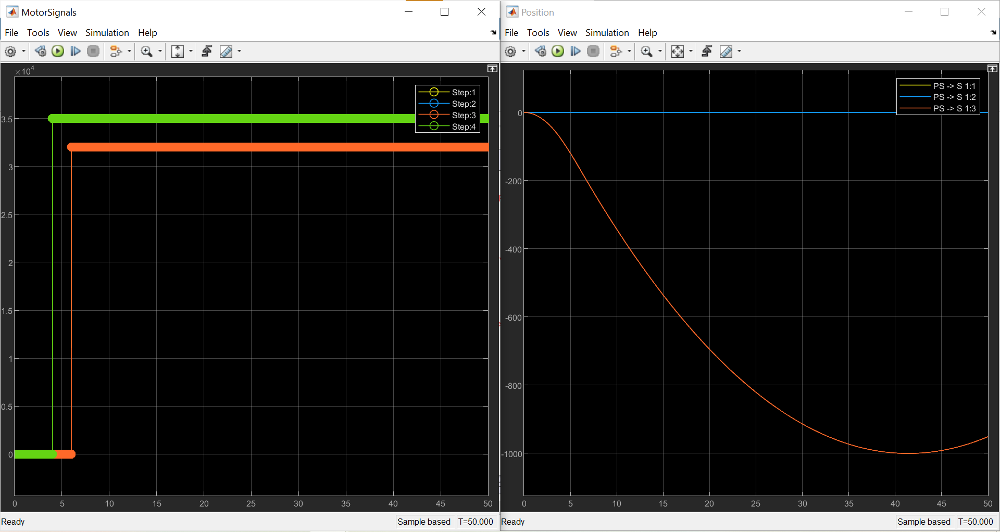 MotorSignals
File Tools View Simulation Help
×10^4
Step:1
Step:2
Step:3
Step:4
3.5
3
2.5
2
1.5
1
0.5
0
0 5 10 15 20 25 30 35 40 45 50
Ready
Sample based T=50.000
Position
File Tools View Simulation Help
PS -> S 1:1
PS -> S 1:2
PS -> S 1:3
0
-200
-400
-600
-800
-1000
0 5 10 15 20 25 30 35 40 45 50
Ready
Sample based T=50.000